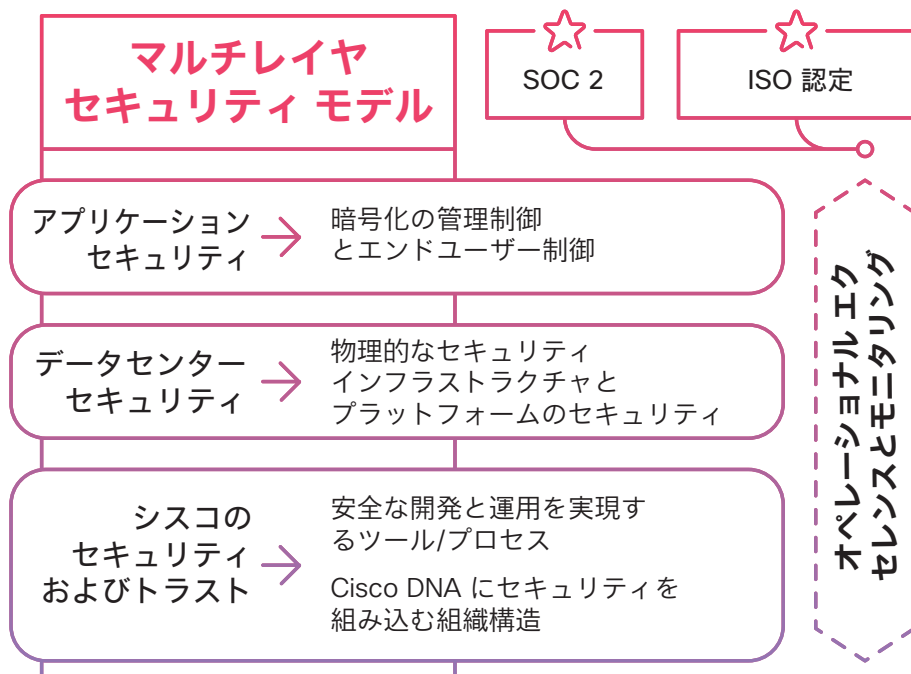 マルチレイヤ
セキュリティ モデル
SOC 2
ISO 認定
アプリケーション
セキュリティ
暗号化の管理制御
とエンドユーザー制御
データセンター
セキュリティ
物理的なセキュリティ
インフラストラクチャと
プラットフォームのセキュリティ
シスコの
セキュリティ
およびトラスト
安全な開発と運用を実現す
るツール/プロセス
Cisco DNA にセキュリティを
組み込む組織構造
オペレーショナル エク
セレンスとモニタリング